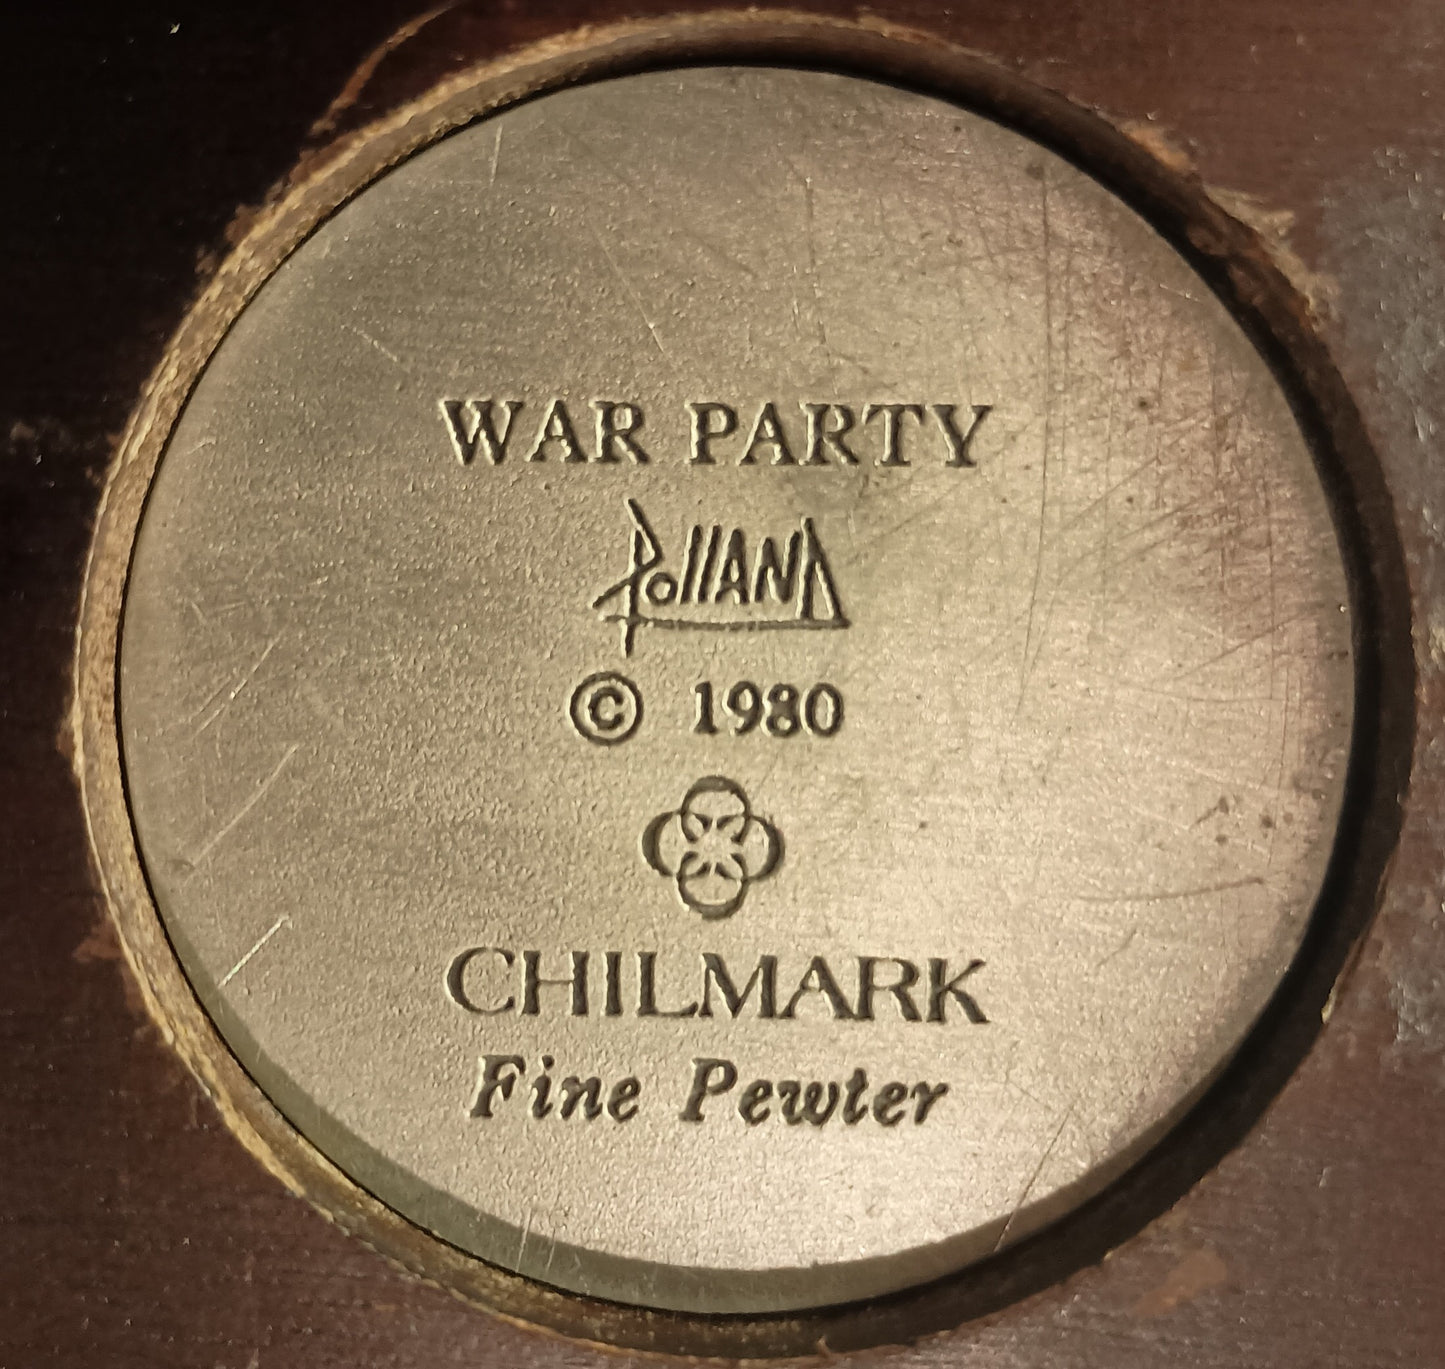 WAR PARTY
Polland
© 1980
CHILMARK
Fine Pewter